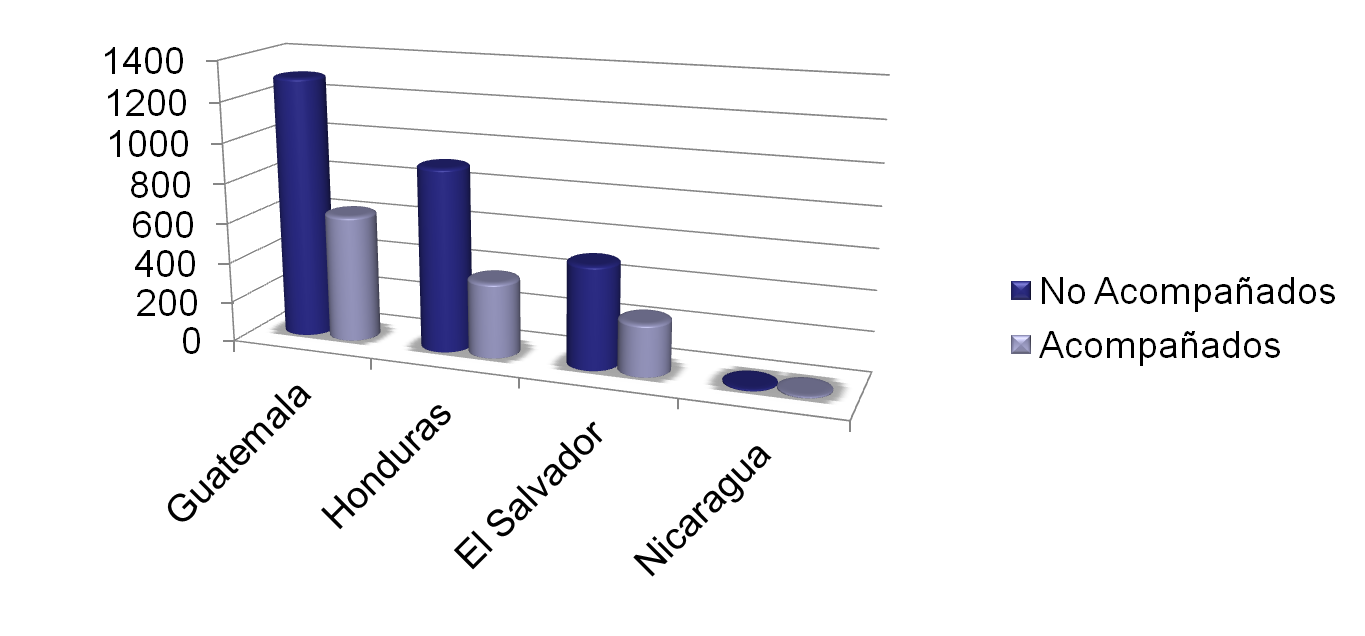 1400
1200
1000
800
600
400
200
0
Guatemala
Honduras
El Salvador
Nicaragua
No Acompañados
Acompañados